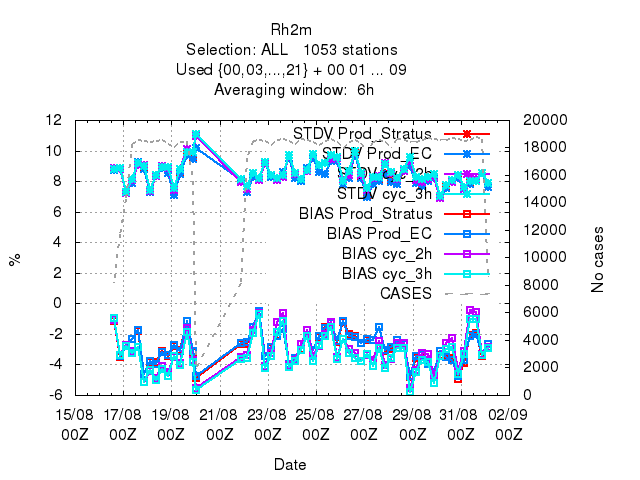 Rh2m
Selection: ALL 1053 stations
Used {00,03,...,21} + 00 01 ... 09
Averaging window: 6h
12
10
8
6
4
2
0
-2
-4
-6
%
20000
18000
16000
14000
12000
10000
8000
6000
4000
2000
0
No cases
STDV Prod_Stratus
STDV Prod_EC
STDV cyc_2h
STDV cyc_3h
BIAS Prod_Stratus
BIAS Prod_EC
BIAS cyc_2h
BIAS cyc_3h
CASES
15/08 17/08 19/08 21/08 23/08 25/08 27/08 29/08 31/08 02/09
00Z 00Z 00Z 00Z 00Z 00Z 00Z 00Z 00Z 00Z
Date